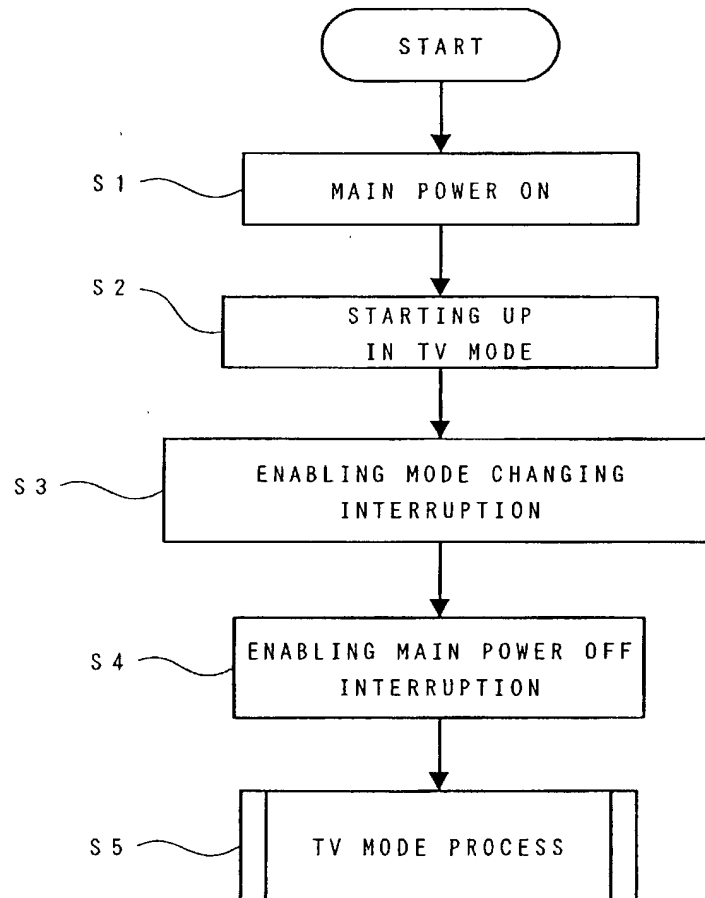 START
S1
MAIN POWER ON
S2
STARTING UP
IN TV MODE
S3
ENABLING MODE CHANGING
INTERRUPTION
S4
ENABLING MAIN POWER OFF
INTERRUPTION
S5
TV MODE PROCESS